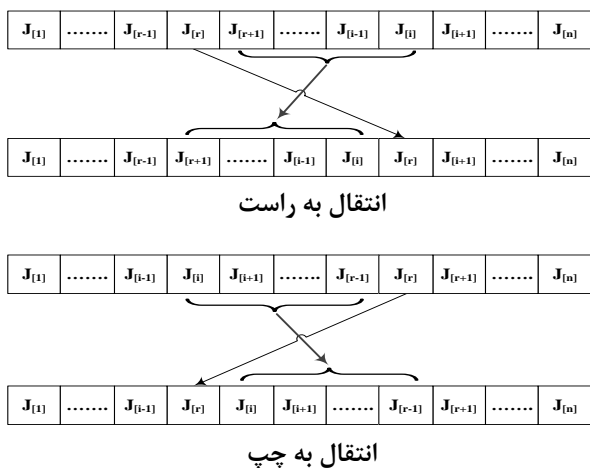 J[1] ....... J[r-1] J[r] J[r+1] ....... J[i-1] J[i] J[i+1] ....... J[n]
J[1] ....... J[r-1] J[r+1] ....... J[i-1] J[i] J[r] J[i+1] ....... J[n]
انتقال به راست
J[1] ....... J[i-1] J[i] J[i+1] ....... J[r-1] J[r] J[r+1] ....... J[n]
J[1] ....... J[i-1] J[r] J[i] J[i+1] ....... J[r-1] J[r+1] ....... J[n]
انتقال به چپ